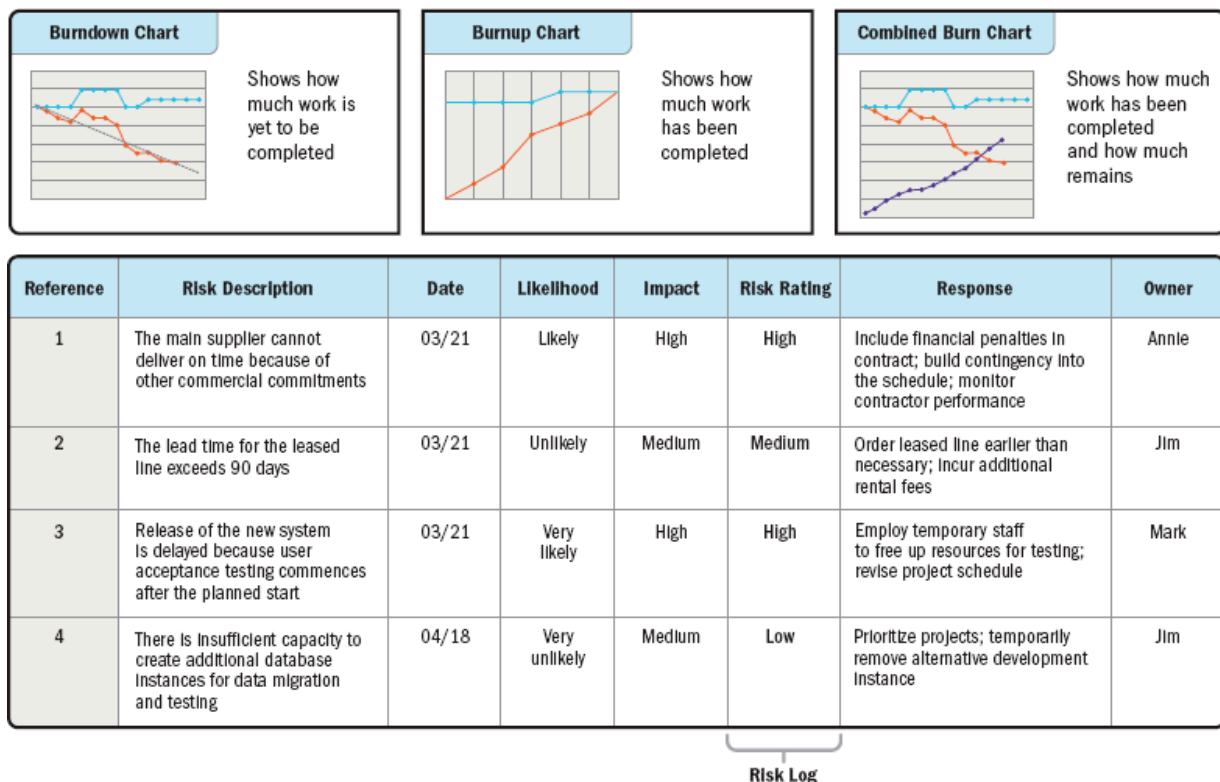 Burndown Chart
Shows how
much work is
yet to be
completed
Burnup Chart
Shows how
much work
has been
completed
Combined Burn Chart
Shows how much
work has been
completed
and how much
remains
Reference Risk Description Date Likelihood Impact Risk Rating Response Owner
1
The main supplier cannot
deliver on time because of
other commercial commitments
03/21
Likely
High
High
Include financial penalties in
contract; build contingency into
the schedule; monitor
contractor performance
Annie
2
The lead time for the leased
line exceeds 90 days
03/21
Unlikely
Medium
Medium
Order leased line earlier than
necessary; incur additional
rental fees
Jim
3
Release of the new system
is delayed because user
acceptance testing commences
after the planned start
03/21
Very
likely
High
High
Employ temporary staff
to free up resources for testing;
revise project schedule
Mark
4
There is insufficient capacity to
create additional database
instances for data migration
and testing
04/18
Very
unlikely
Medium
Low
Prioritize projects; temporarily
remove alternative development
instance
Jim
Risk Log